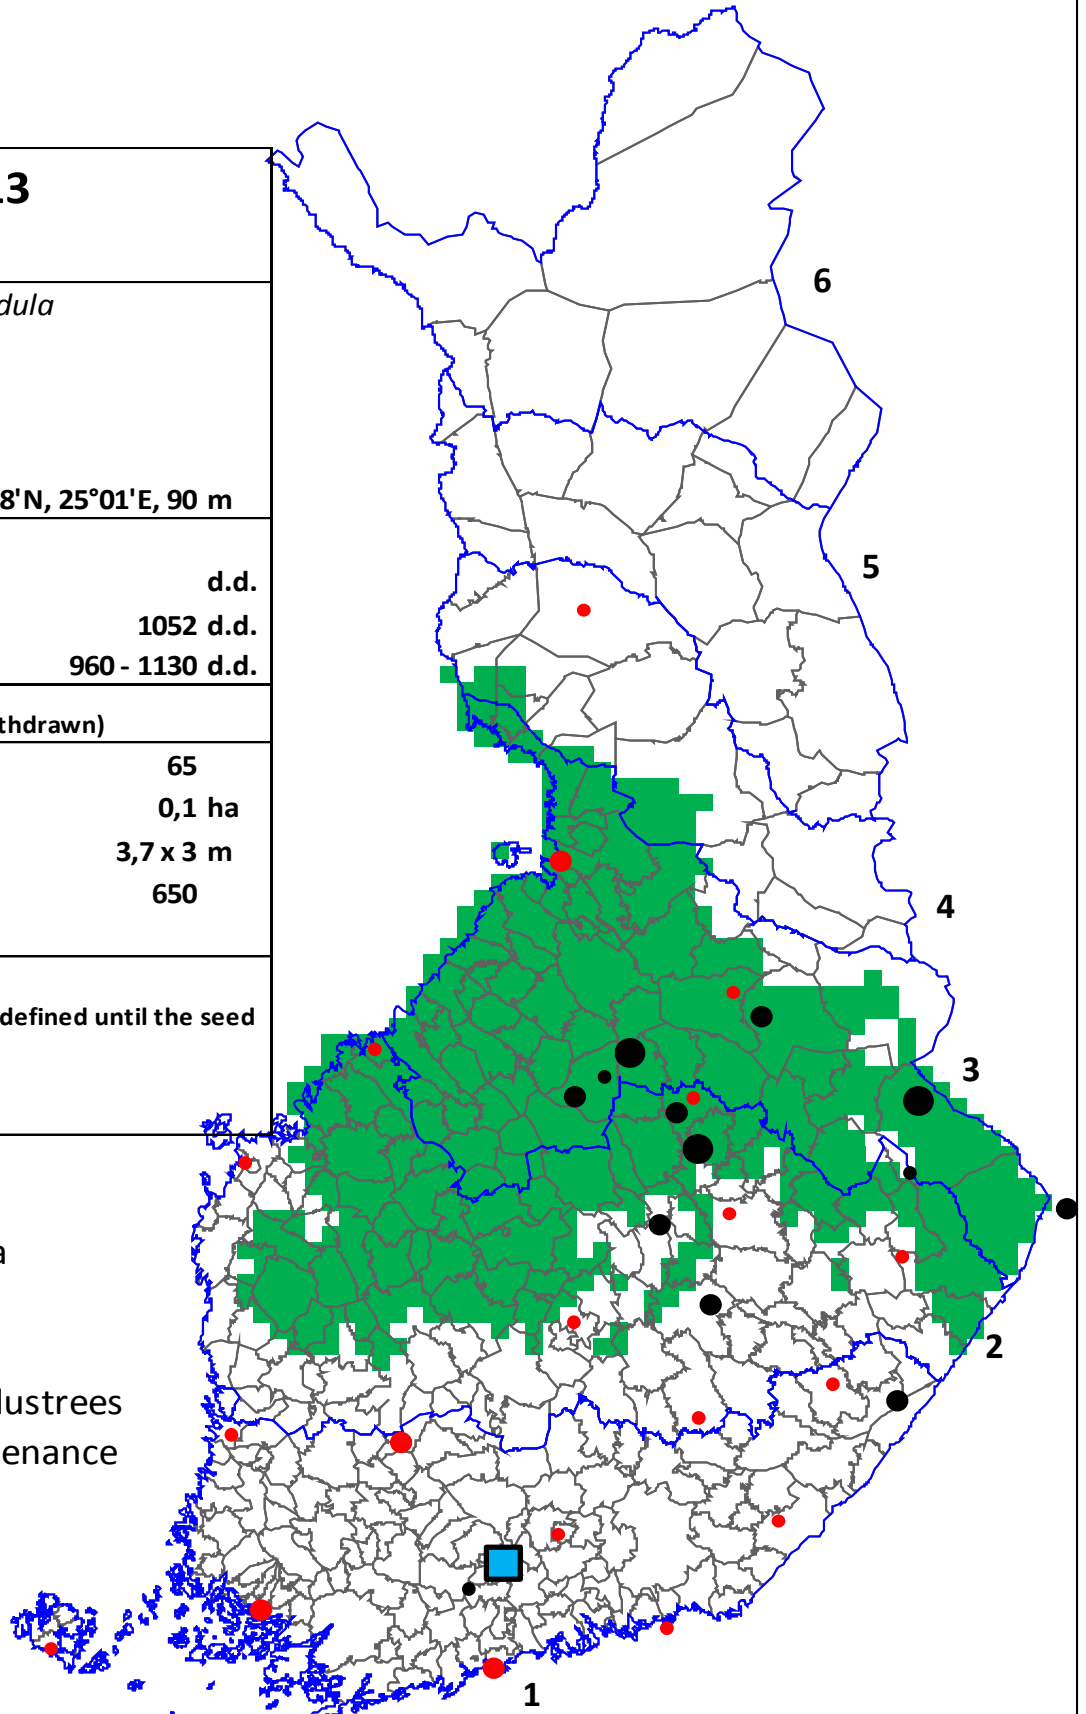 13
dula
8'N, 25°01'E, 90 m
d.d.
1052 d.d.
960 - 1130 d.d.
thdrawn)
65
0,1 ha
3,7 x 3 m
650
defined until the seed
a
lustrees
enance
6
5
4
3
2
1